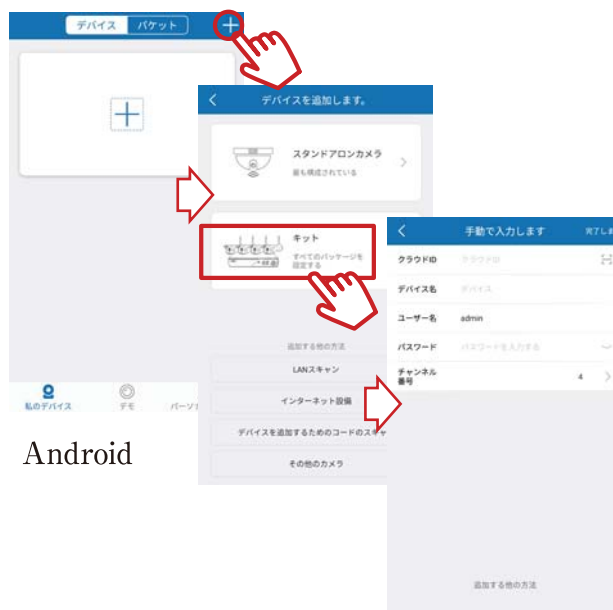 デバイス
パケット
デバイスを追加します。
スタンドアロンカメラ
最も構成されている
キット
すべてのパッケージを
設定する
追加する他の方法
LANスキャン
インターネット設備
デバイスを追加するためのコードのスキャ
その他のカメラ
私のデバイス
デモ
パーソ
Android
手動で入力します
完了しま
クラウドID
クラウドID
デバイス名
デバイス
ユーザー名
admin
パスワード
パスワードを入力する
チャンネル
番号
4
追加する他の方法